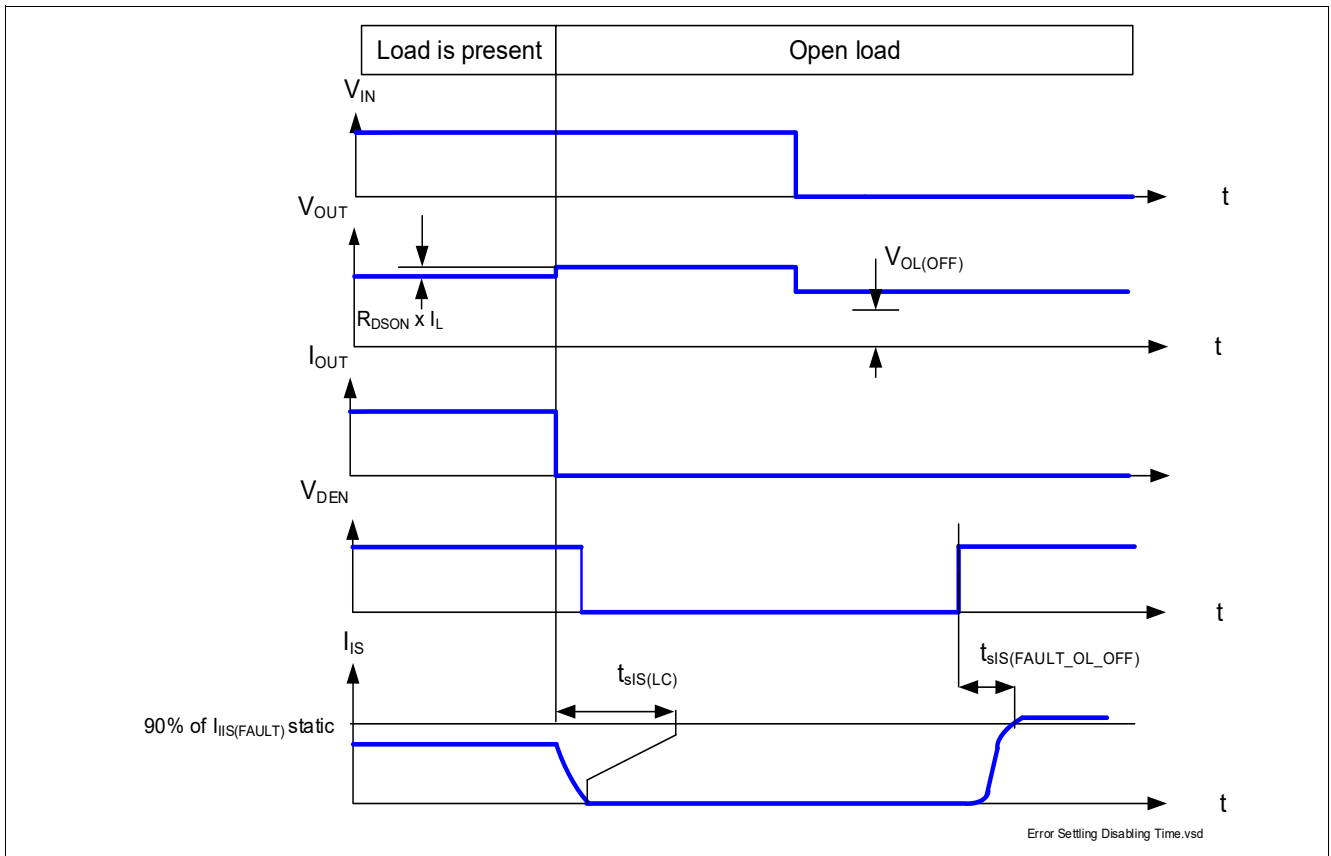 Load is present
Open load
VIN
t
VOUT
VOL(OFF)
RDSON x IL
t
IOUT
VDEN
t
IIS
tsIS(LC)
tsIS(FAULT_OL_OFF)
90% of IIIS(FAULT) static
t
Error Settling Disabling Time.vsd